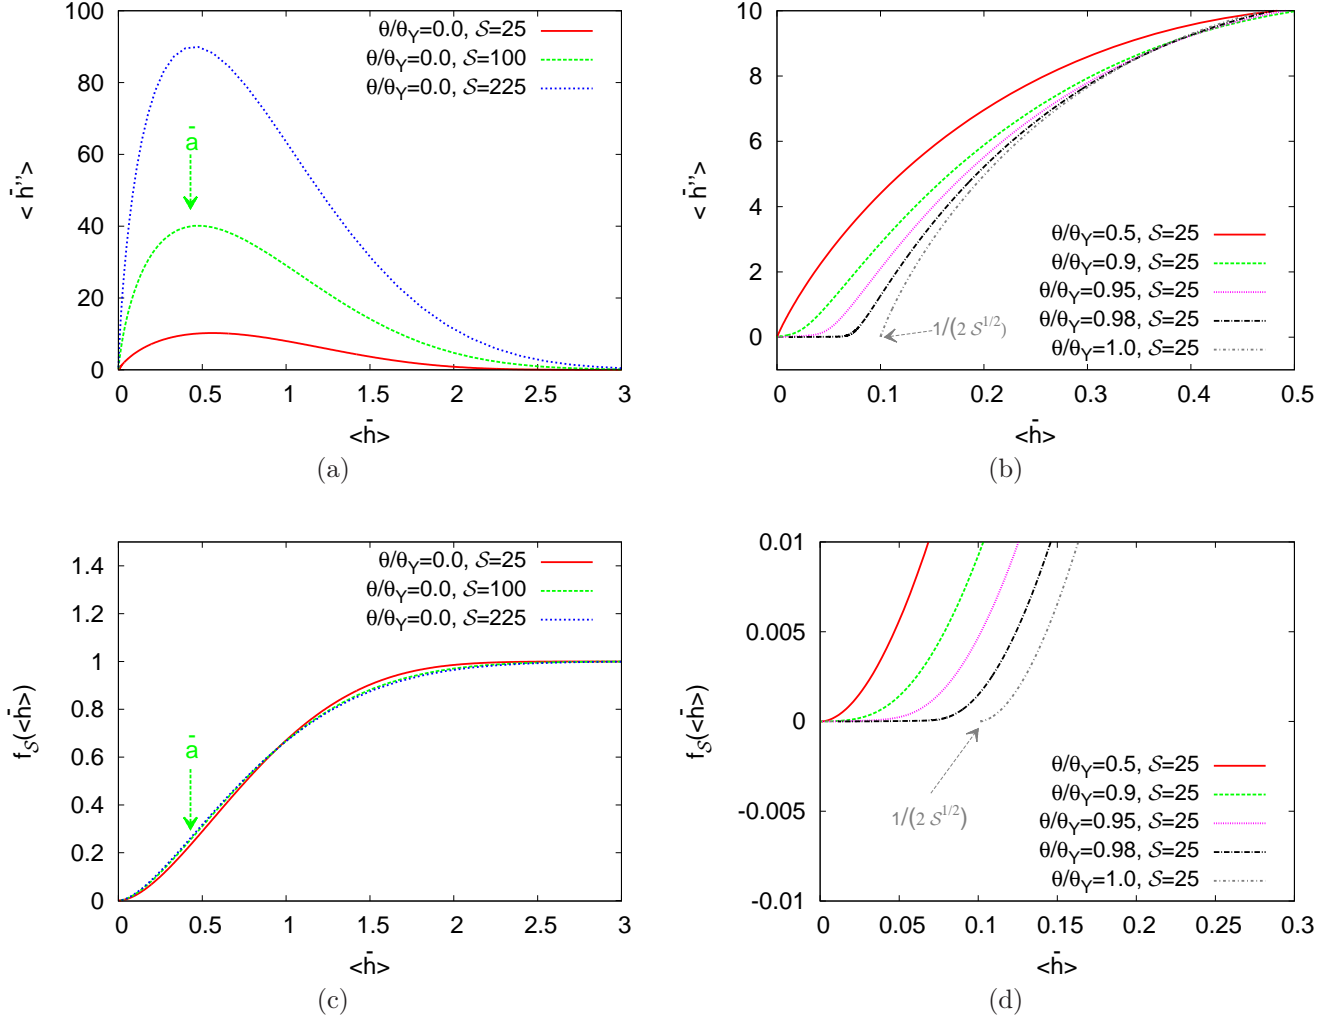 100
80
60
40
20
0
0
0.5
1
1.5
2
2.5
3
< h̄''>
<h̄>
ā
θ/θY=0.0, S=25
θ/θY=0.0, S=100
θ/θY=0.0, S=225
(a)
10
8
6
4
2
0
0
0.1
0.2
0.3
0.4
0.5
< h̄''>
<h̄>
θ/θY=0.5, S=25
θ/θY=0.9, S=25
θ/θY=0.95, S=25
θ/θY=0.98, S=25
θ/θY=1.0, S=25
1/(2 S^1/2)
(b)
1.4
1.2
1
0.8
0.6
0.4
0.2
0
0
0.5
1
1.5
2
2.5
3
fS(<h̄>)
<h̄>
ā
θ/θY=0.0, S=25
θ/θY=0.0, S=100
θ/θY=0.0, S=225
(c)
0.01
0.005
0
-0.005
-0.01
0
0.05
0.1
0.15
0.2
0.25
0.3
fS(<h̄>)
<h̄>
1/(2 S^1/2)
θ/θY=0.5, S=25
θ/θY=0.9, S=25
θ/θY=0.95, S=25
θ/θY=0.98, S=25
θ/θY=1.0, S=25
(d)